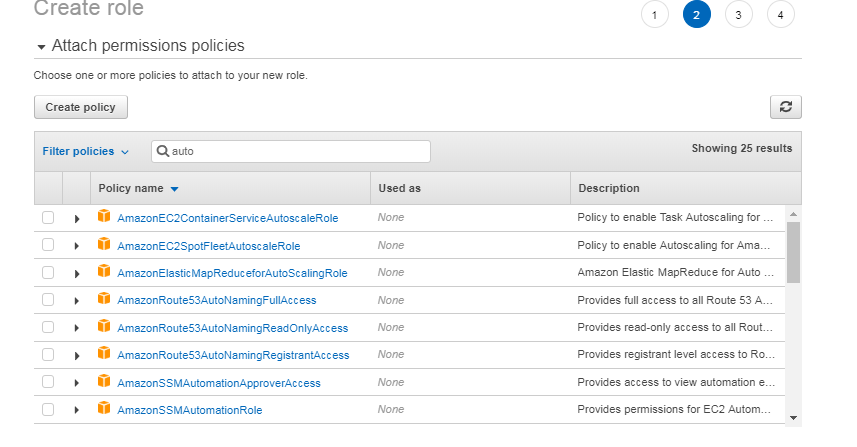 Create role
1 2 3 4
Attach permissions policies
Choose one or more policies to attach to your new role.
Create policy
Filter policies auto Showing 25 results
Policy name Used as Description
AmazonEC2ContainerServiceAutoscaleRole None Policy to enable Task Autoscaling for ...
AmazonEC2SpotFleetAutoscaleRole None Policy to enable Autoscaling for Ama...
AmazonElasticMapReduceforAutoScalingRole None Amazon Elastic MapReduce for Auto ...
AmazonRoute53AutoNamingFullAccess None Provides full access to all Route 53 A...
AmazonRoute53AutoNamingReadOnlyAccess None Provides read-only access to all Rout...
AmazonRoute53AutoNamingRegistrantAccess None Provides registrant level access to Ro...
AmazonSSMAutomationApproverAccess None Provides access to view automation e...
AmazonSSMAutomationRole None Provides permissions for EC2 Autom...